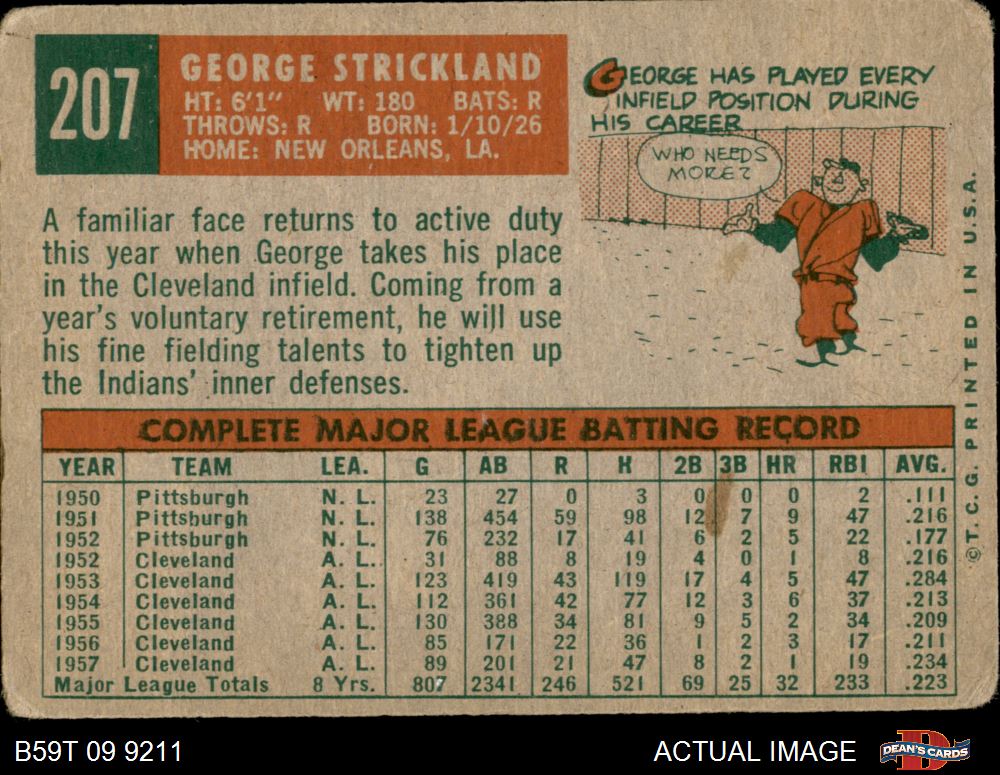 207
GEORGE STRICKLAND
HT: 6'1" WT: 180 BATS: R
THROWS: R BORN: 1/10/26
HOME: NEW ORLEANS, LA.
GEORGE HAS PLAYED EVERY
INFIELD POSITION DURING
HIS CAREER
WHO NEEDS
MORE?
A familiar face returns to active duty
this year when George takes his place
in the Cleveland infield. Coming from a
year's voluntary retirement, he will use
his fine fielding talents to tighten up
the Indians' inner defenses.
COMPLETE MAJOR LEAGUE BATTING RECORD
YEAR TEAM LEA. G AB R H 2B 3B HR RBI AVG.
1950 Pittsburgh N. L. 23 27 0 3 0 0 0 2 .111
1951 Pittsburgh N. L. 138 454 59 98 12 7 9 47 .216
1952 Pittsburgh N. L. 76 232 17 41 6 2 5 22 .177
1952 Cleveland A. L. 31 88 8 19 4 0 1 8 .216
1953 Cleveland A. L. 123 419 43 119 17 4 5 47 .284
1954 Cleveland A. L. 112 361 42 77 12 3 6 37 .213
1955 Cleveland A. L. 130 388 34 81 9 5 2 34 .209
1956 Cleveland A. L. 85 171 22 36 1 2 3 17 .211
1957 Cleveland A. L. 89 201 21 47 8 2 1 19 .234
Major League Totals 8 Yrs. 807 2341 246 521 69 25 32 233 .223
© T. C. G. PRINTED IN U.S.A.
B59T 09 9211
ACTUAL IMAGE
DEAN'S CARDS